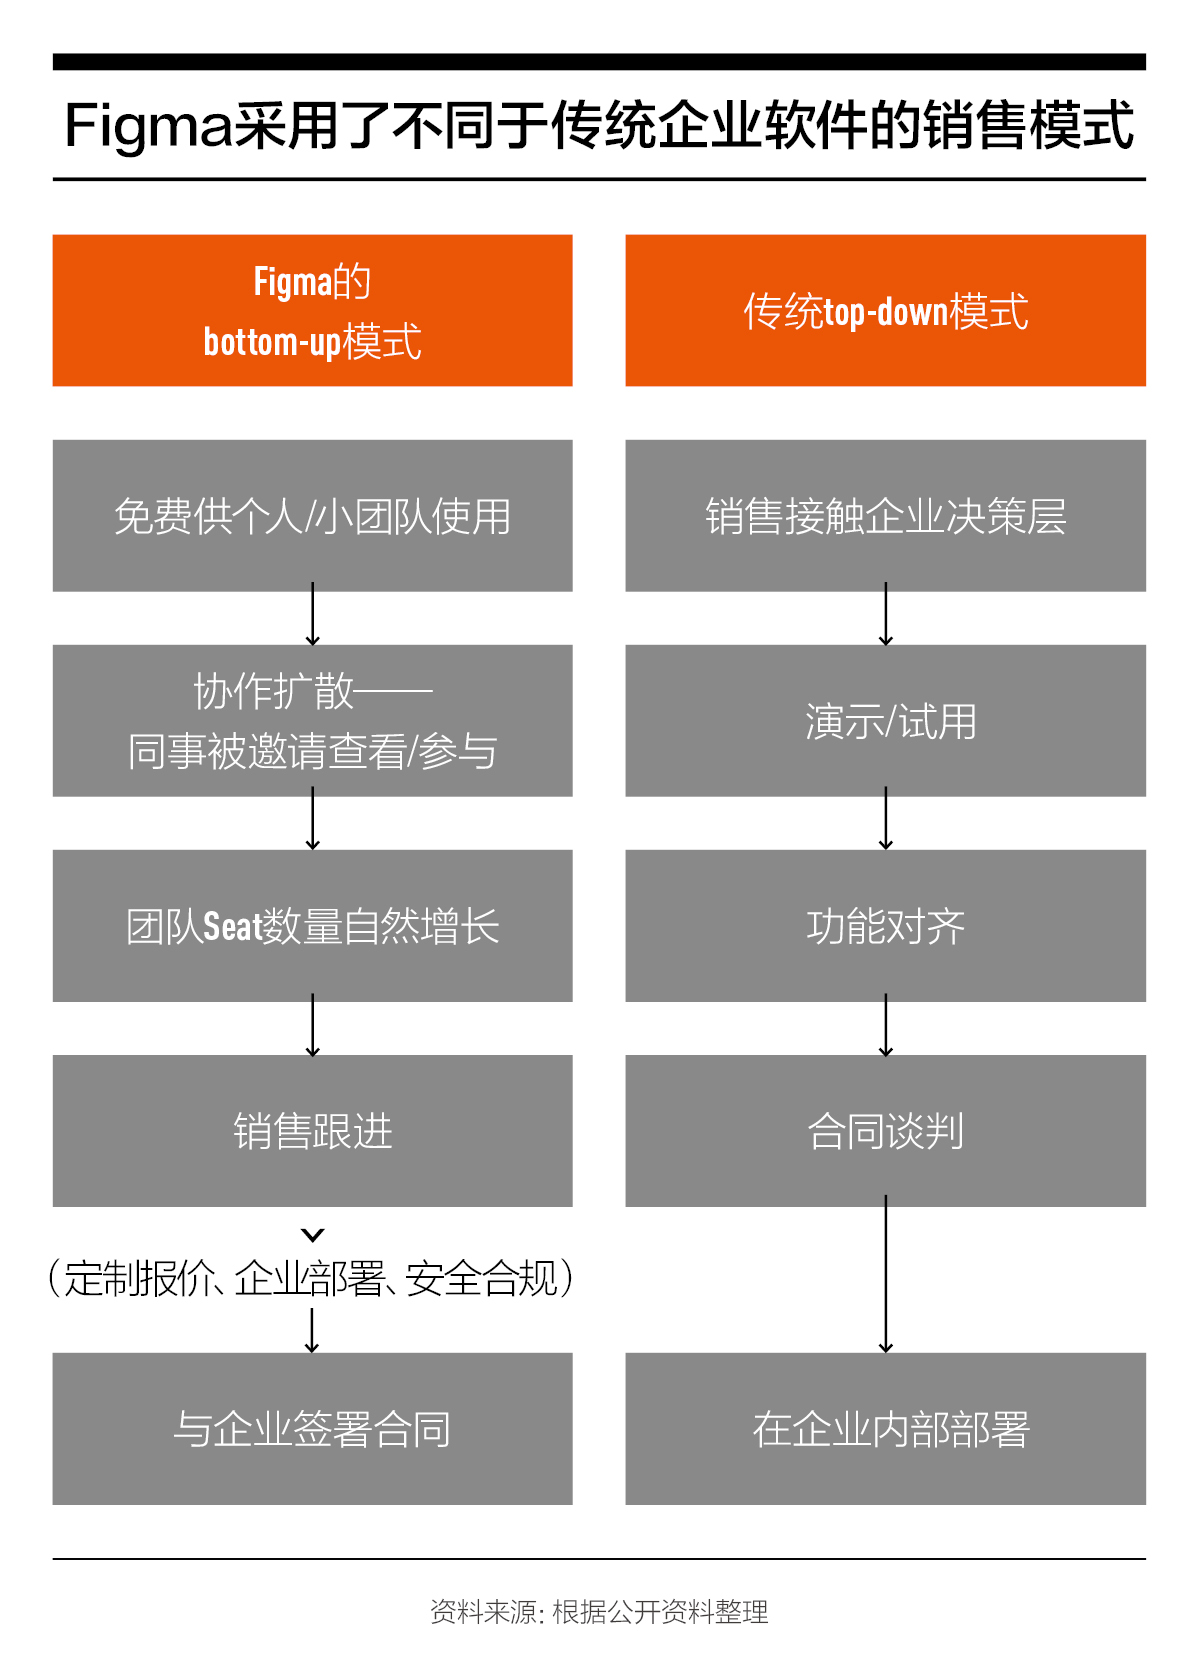 Figma采用了不同于传统企业软件的销售模式
Figma的
bottom-up模式
免费供个人/小团队使用
协作扩散——
同事被邀请查看/参与
团队Seat数量自然增长
销售跟进
（定制报价、企业部署、安全合规）
与企业签署合同
传统top-down模式
销售接触企业决策层
演示/试用
功能对齐
合同谈判
在企业内部部署
资料来源：根据公开资料整理